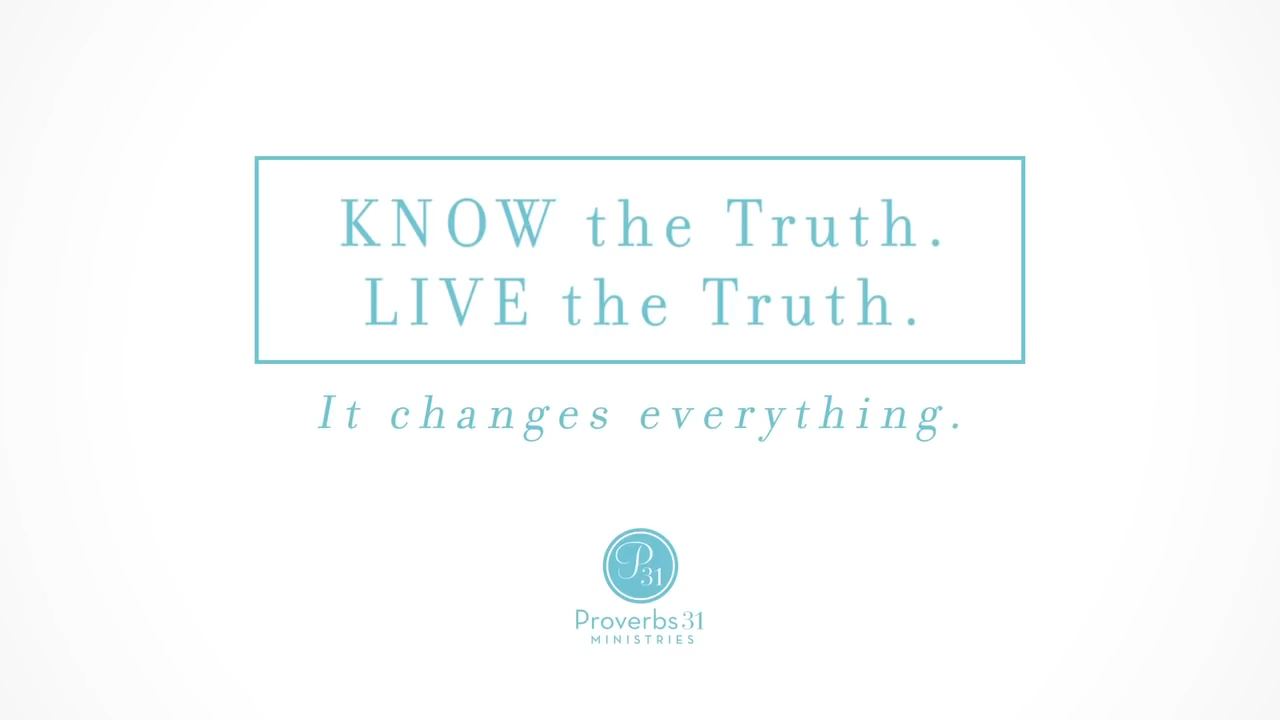 KNOW the Truth.
LIVE the Truth.
It changes everything.
P31
Proverbs 31
MINISTRIES